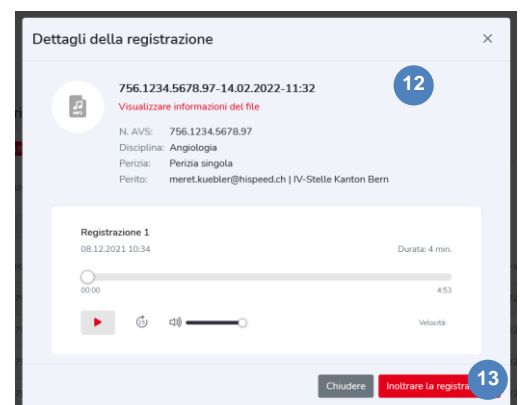 Dettagli della registrazione
12
756.1234.5678.97-14.02.2022-11:32
MP3
Visualizzare informazioni del file
N. AVS: 756.1234.5678.97
Disciplina: Angiologia
Perizia: Perizia singola
Perito: meret.kuebler@hispeed.ch | IV-Stelle Kanton Bern
Registrazione 1
08.12.2021 10:34 Durata: 4 min.
00:00 4:53
15 Velocità:
Chiudere Inoltrare la registra 13